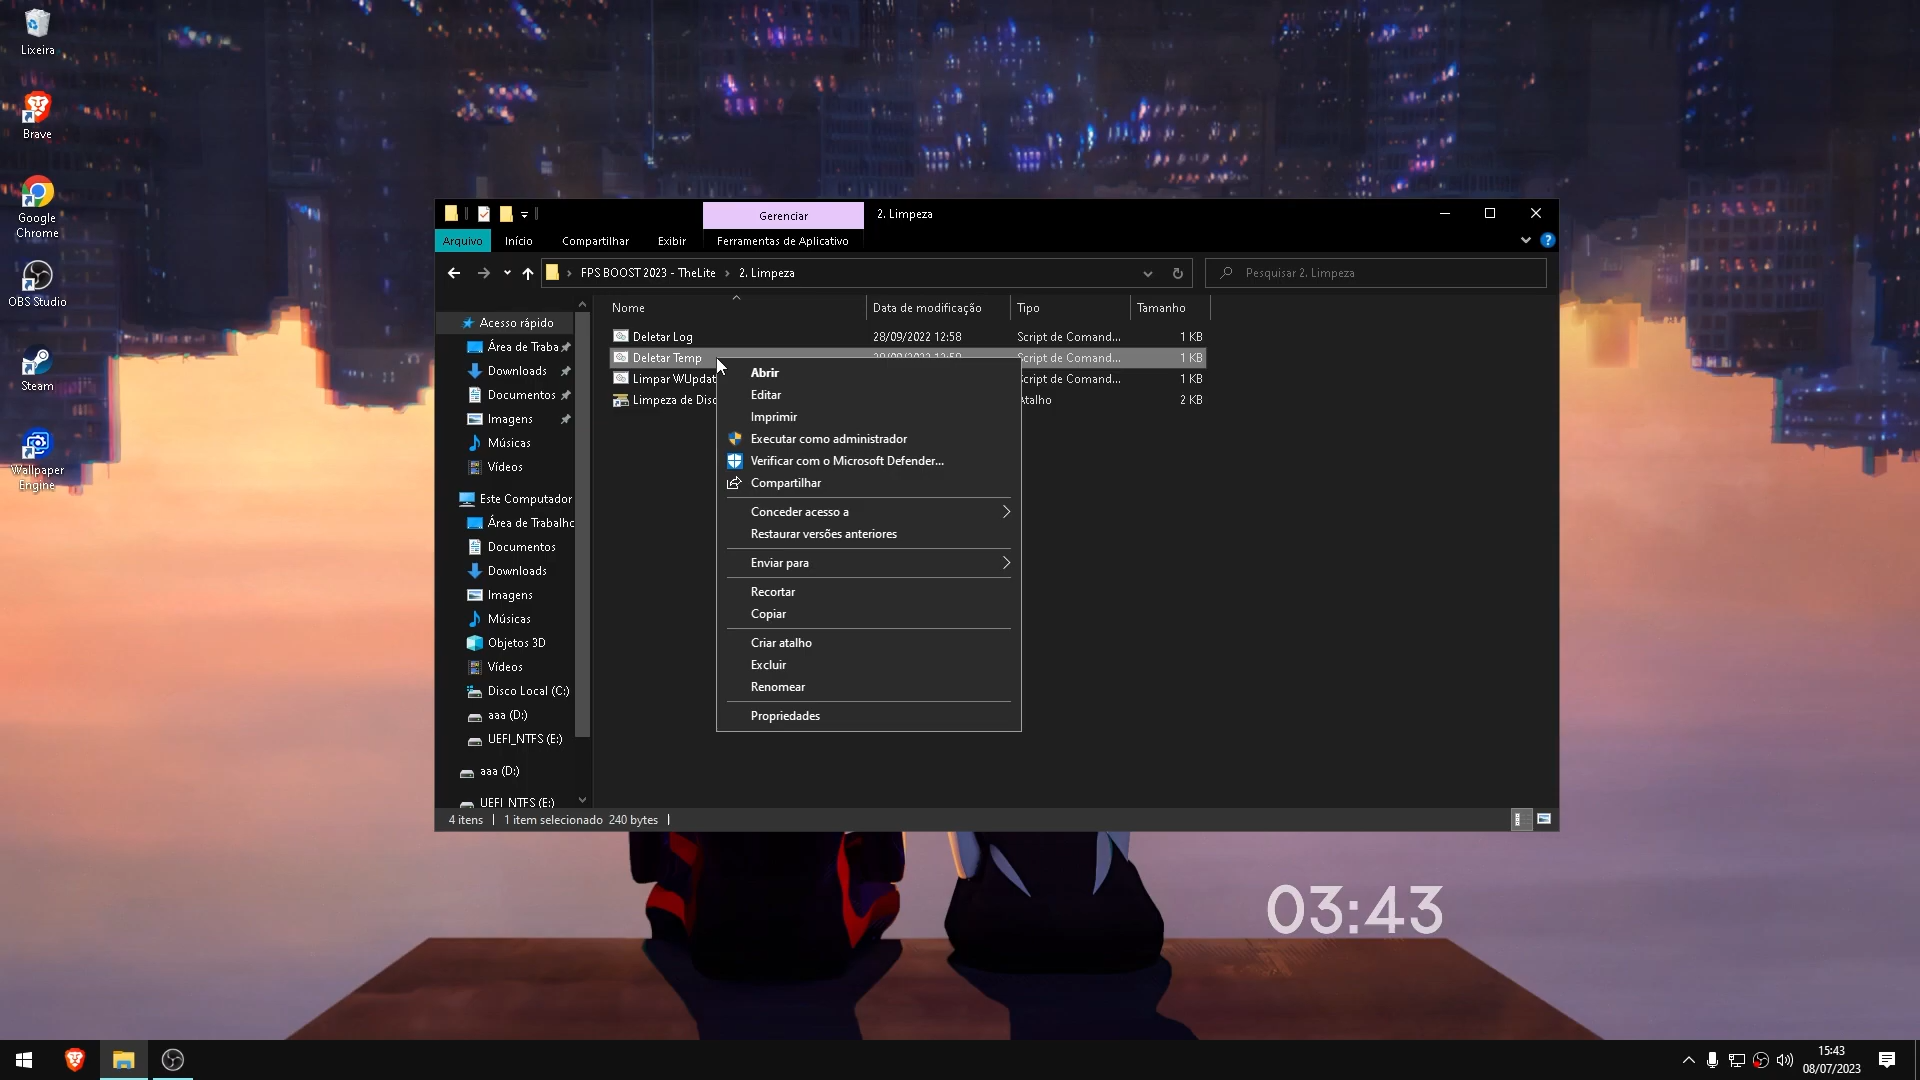 Lixeira
Brave
Google
Chrome
OBS Studio
Steam
Wallpaper
Engine
Gerenciar
2. Limpeza
Arquivo
Início
Compartilhar
Exibir
Ferramentas de Aplicativo
FPS BOOST 2023 - TheLite › 2. Limpeza
Pesquisar 2. Limpeza
Nome
Data de modificação
Tipo
Tamanho
Deletar Log 28/09/2022 12:58 Script de Comand... 1 KB
Deletar Temp Script de Comand... 1 KB
Limpar WUpdat Script de Comand... 1 KB
Limpeza de Disc Atalho 2 KB
Acesso rápido
Área de Traba
Downloads
Documentos
Imagens
Músicas
Vídeos
Este Computador
Área de Trabalho
Documentos
Downloads
Imagens
Músicas
Objetos 3D
Vídeos
Disco Local (C:)
aaa (D:)
UEFI_NTFS (E:)
aaa (D:)
UEFI_NTFS (E:)
Abrir
Editar
Imprimir
Executar como administrador
Verificar com o Microsoft Defender...
Compartilhar
Conceder acesso a
Restaurar versões anteriores
Enviar para
Recortar
Copiar
Criar atalho
Excluir
Renomear
Propriedades
4 itens
1 item selecionado 240 bytes
03:43
15:43
08/07/2023